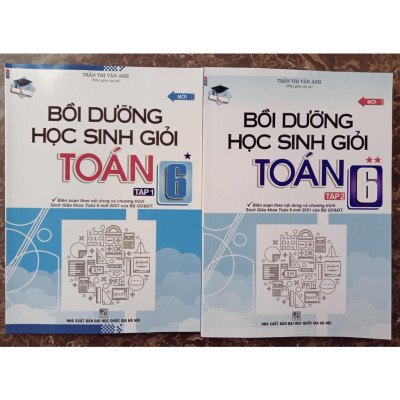 TRẦN THỊ VÂN ANH
MỚI
BỒI DƯỠNG
HỌC SINH GIỎI
TOÁN 6
TẬP 1
Biên soạn theo nội dung và chương trình
Sách Giáo khoa Toán 6 mới 2021 của Bộ GD&ĐT.
NHÀ XUẤT BẢN ĐẠI HỌC QUỐC GIA HÀ NỘI
TRẦN THỊ VÂN ANH
MỚI
BỒI DƯỠNG
HỌC SINH GIỎI
TOÁN 6
TẬP 2
Biên soạn theo nội dung và chương trình
Sách Giáo khoa Toán 6 mới 2021 của Bộ GD&ĐT.
NHÀ XUẤT BẢN ĐẠI HỌC QUỐC GIA HÀ NỘI